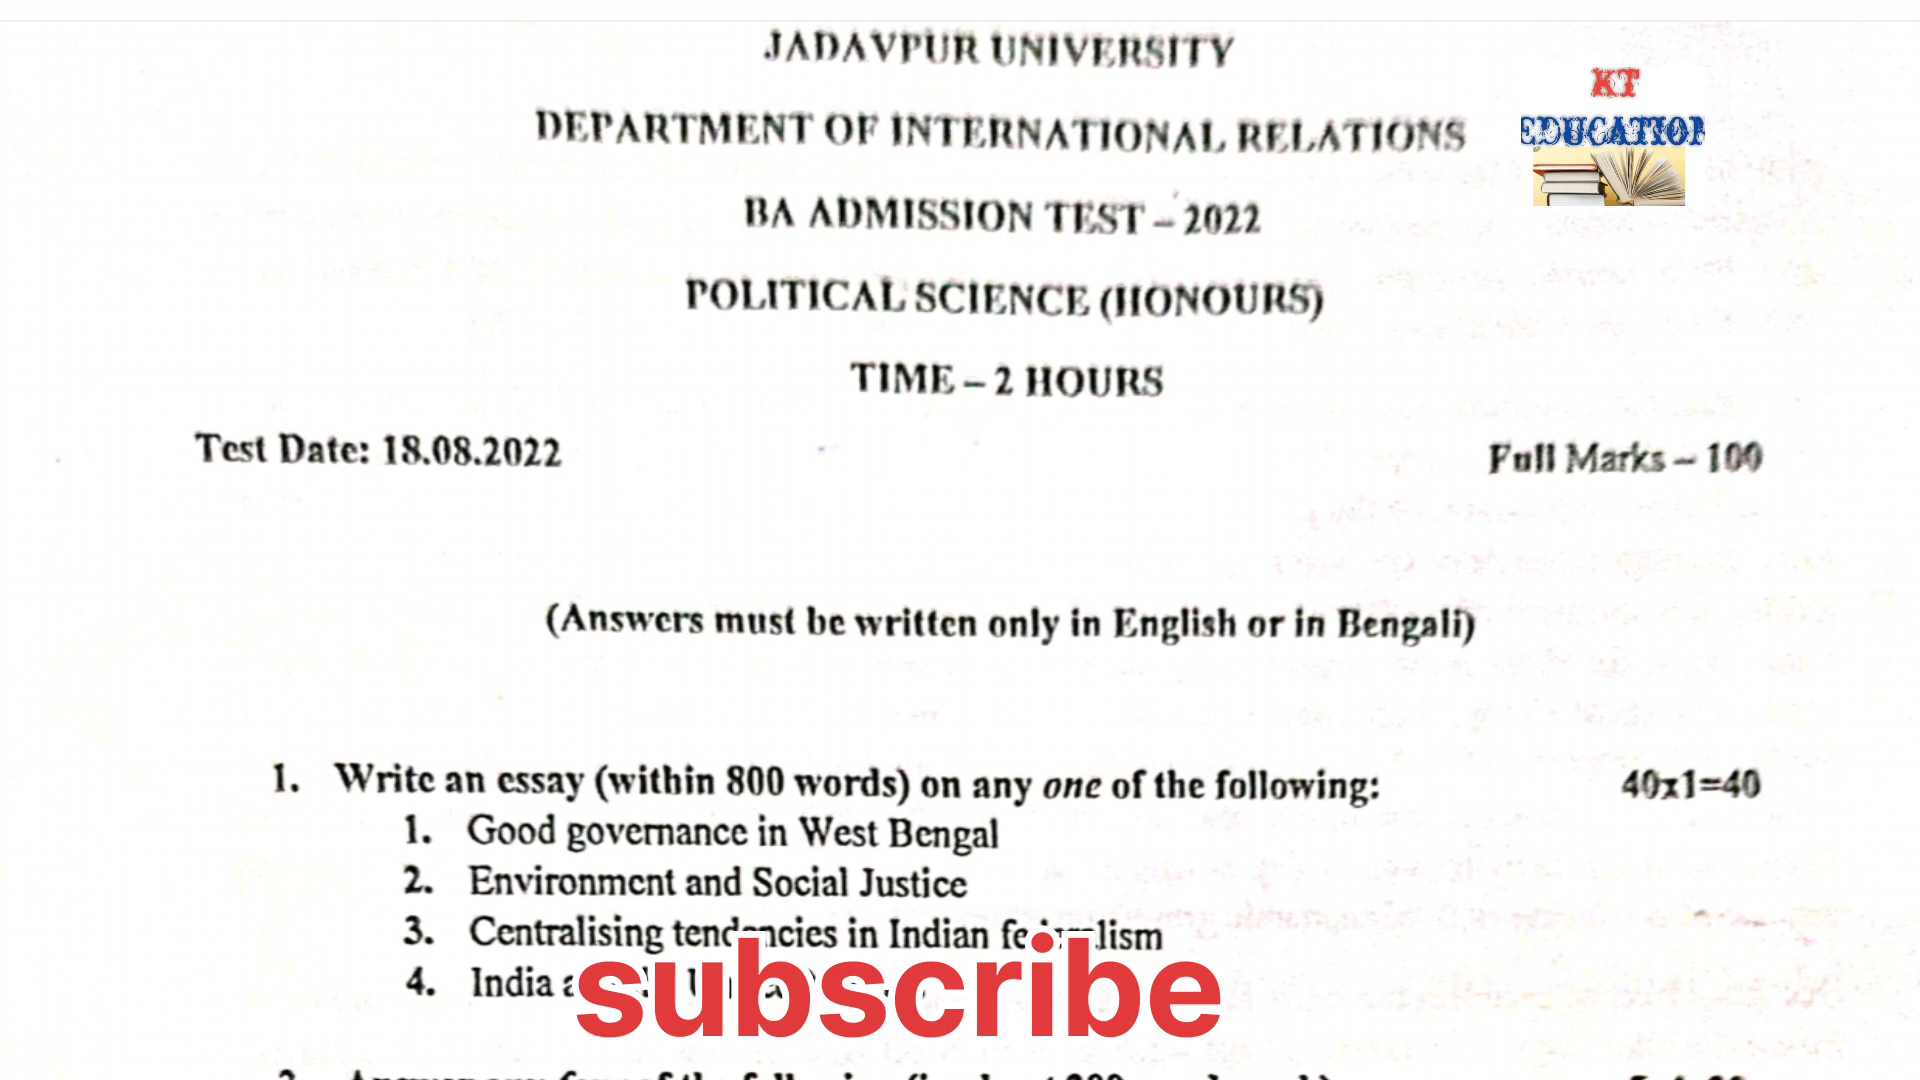 JADAVPUR UNIVERSITY
DEPARTMENT OF INTERNATIONAL RELATIONS
KT
EDUCATION
BA ADMISSION TEST – 2022
POLITICAL SCIENCE (HONOURS)
TIME – 2 HOURS
Test Date: 18.08.2022 Full Marks – 100
(Answers must be written only in English or in Bengali)
1. Write an essay (within 800 words) on any one of the following: 40x1=40
1. Good governance in West Bengal
2. Environment and Social Justice
3. Centralising tendencies in Indian federalism
4. India
subscribe